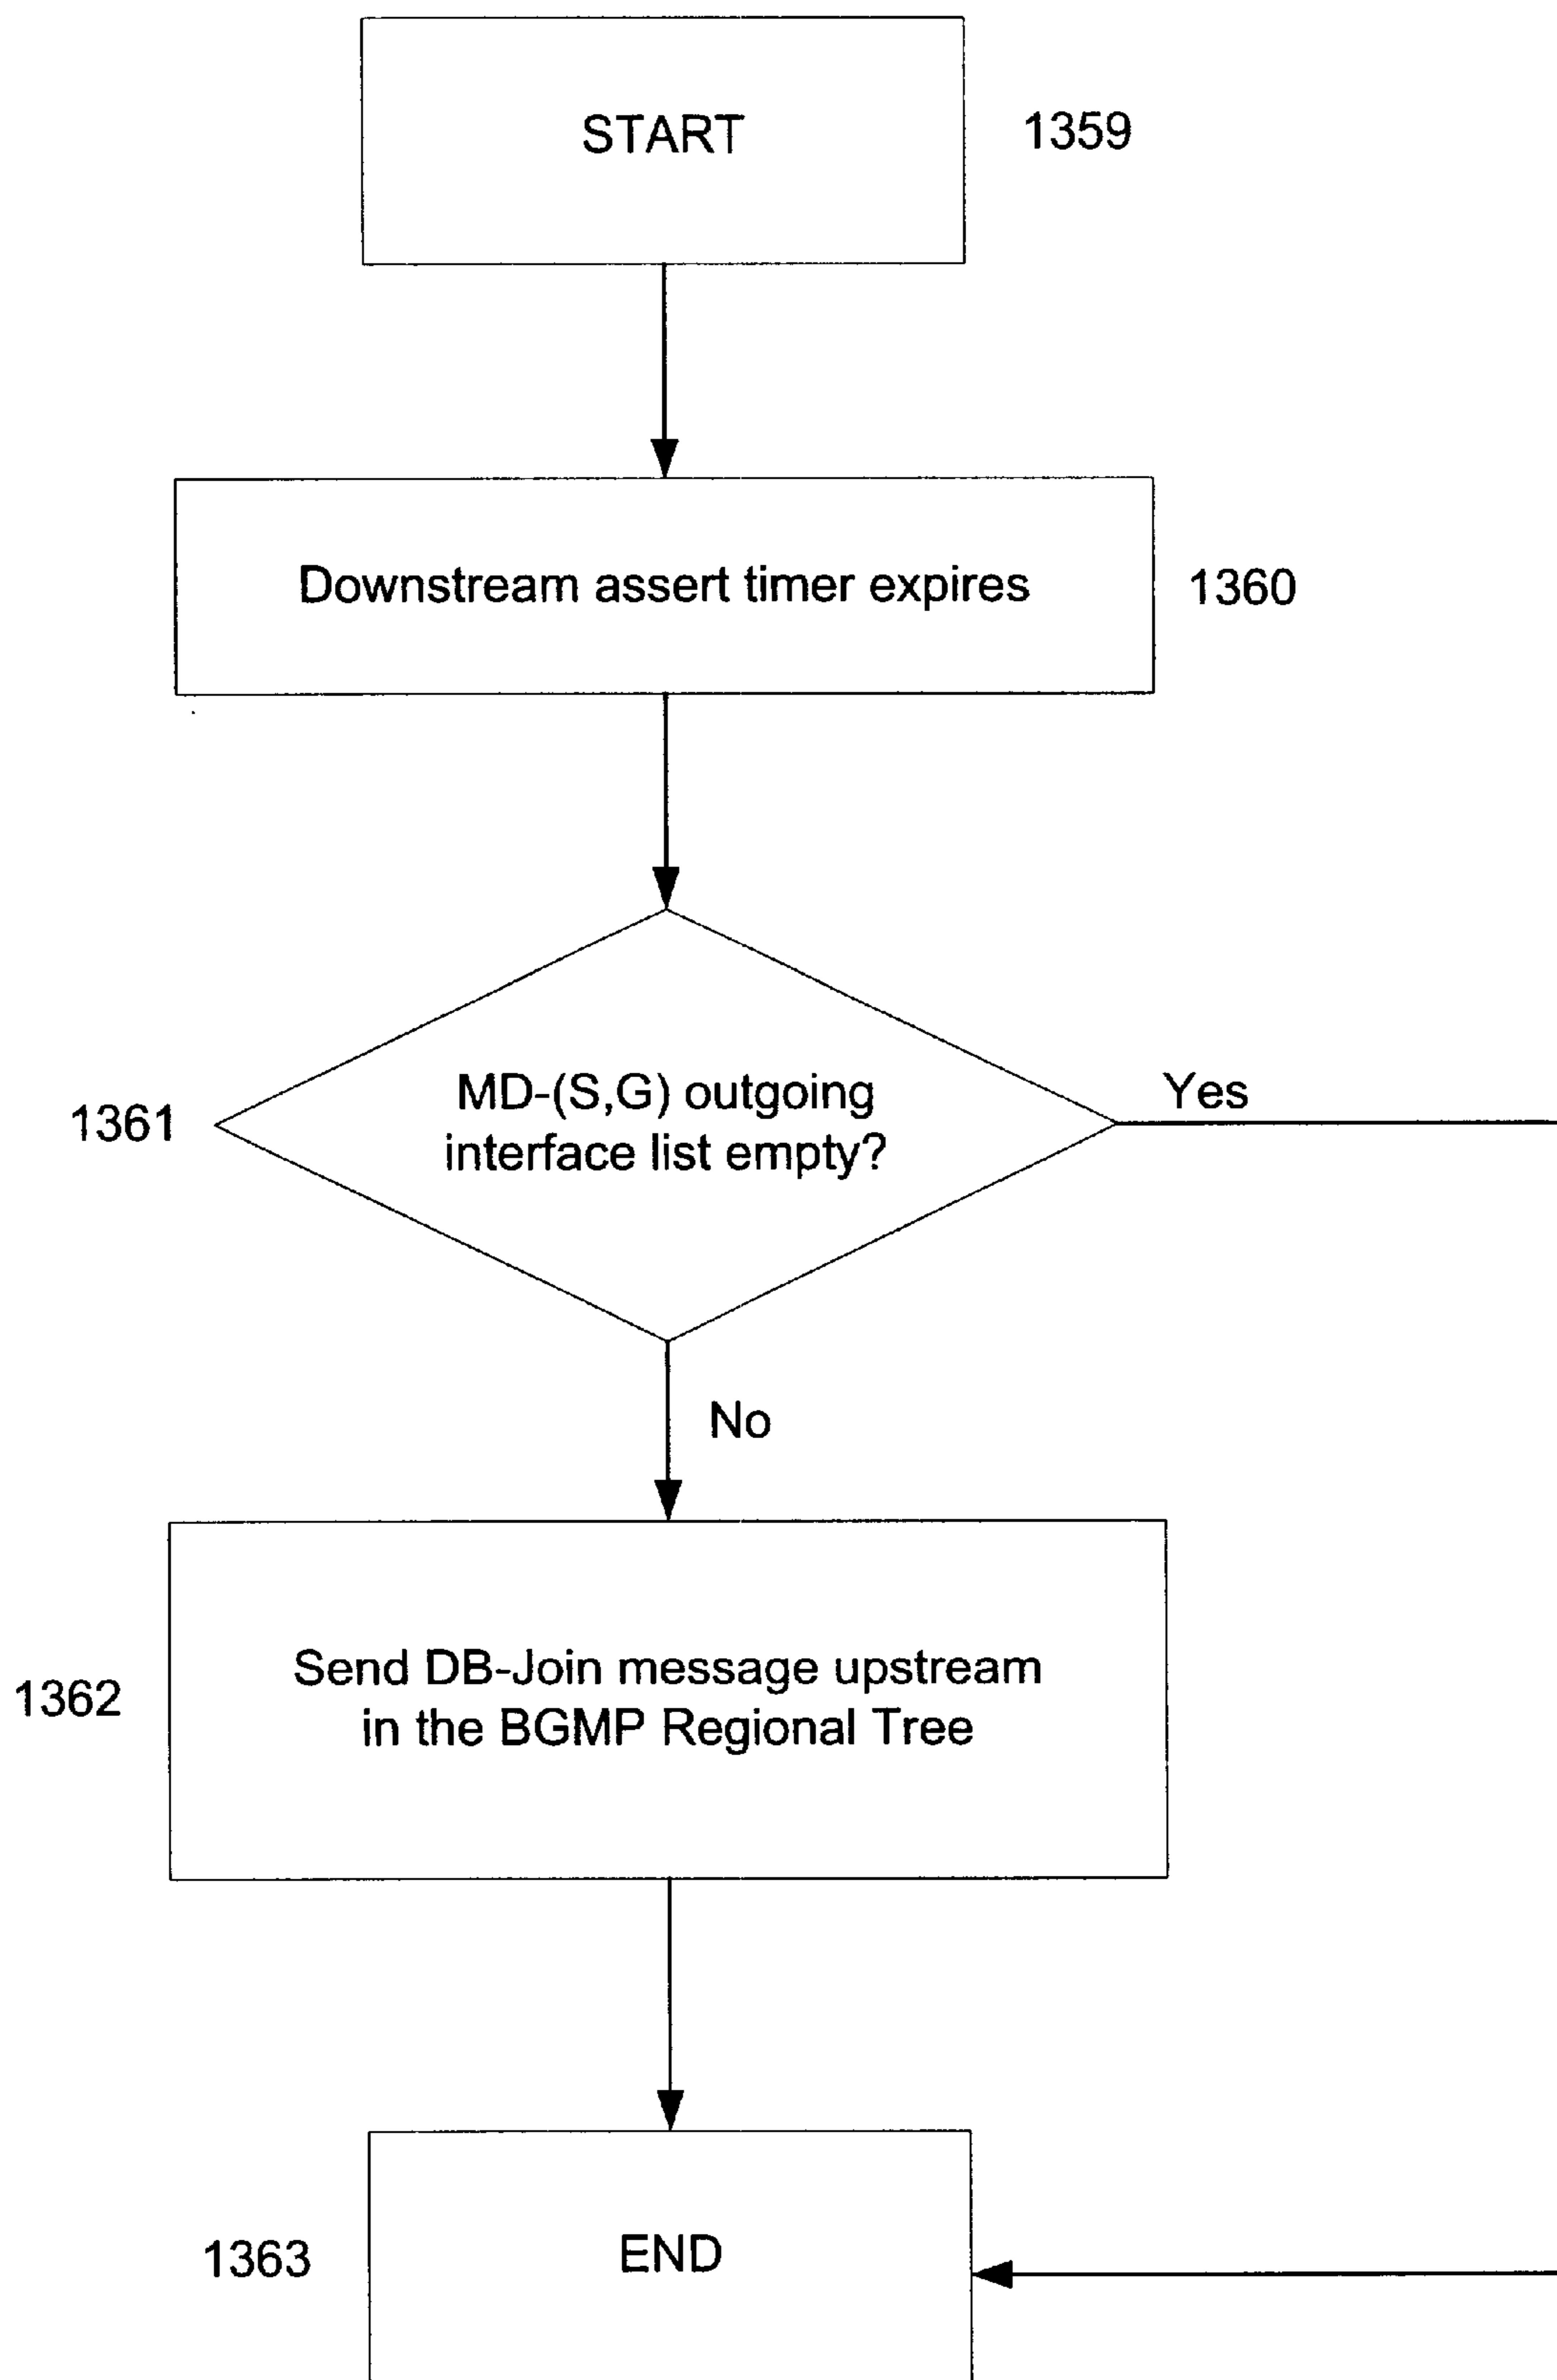 START
1359
Downstream assert timer expires
1360
1361
MD-(S,G) outgoing
interface list empty?
Yes
No
1362
Send DB-Join message upstream
in the BGMP Regional Tree
1363
END